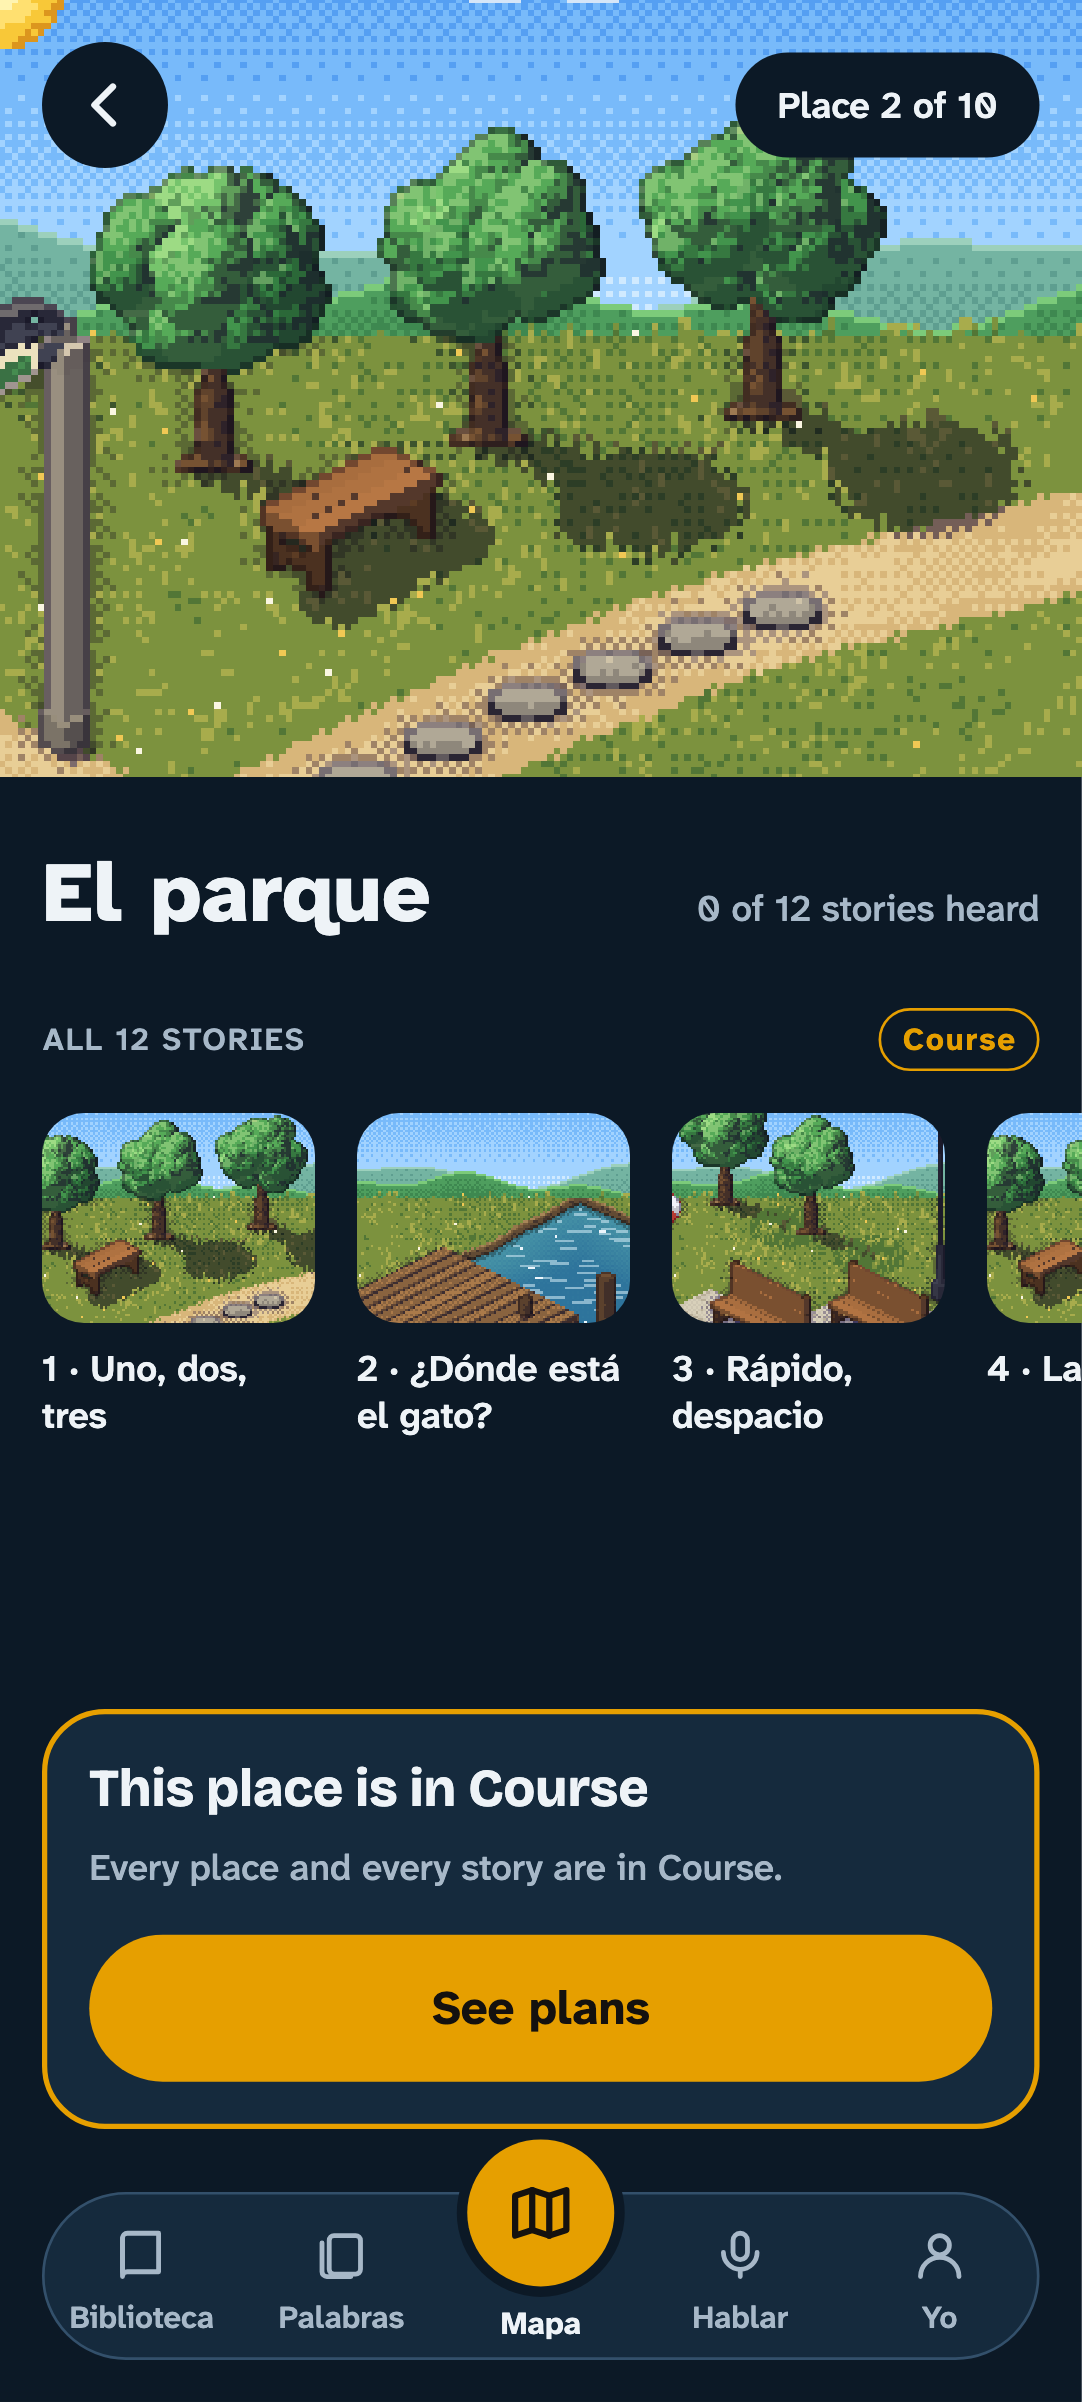 Place 2 of 10
El parque
0 of 12 stories heard
ALL 12 STORIES
Course
1 · Uno, dos,
tres
2 · ¿Dónde está
el gato?
3 · Rápido,
despacio
4 · La
This place is in Course
Every place and every story are in Course.
See plans
Biblioteca
Palabras
Mapa
Hablar
Yo